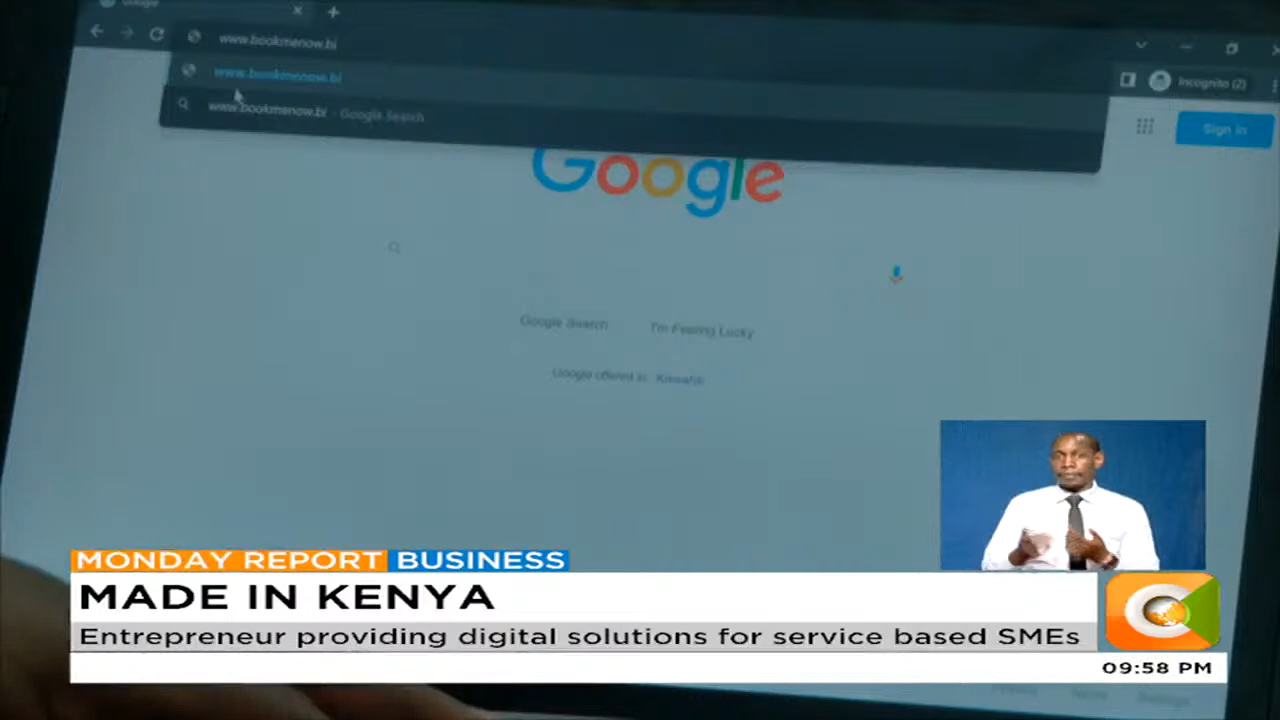 Google
www.bookmenow.bi
Incognito (2)
www.bookmenow.bi
www.bookmenow.bi - Google Search
Sign in
Google
Google Search I'm Feeling Lucky
Google offered in: Kiswahili
MONDAY REPORT BUSINESS
MADE IN KENYA
Entrepreneur providing digital solutions for service based SMEs
09:58 PM